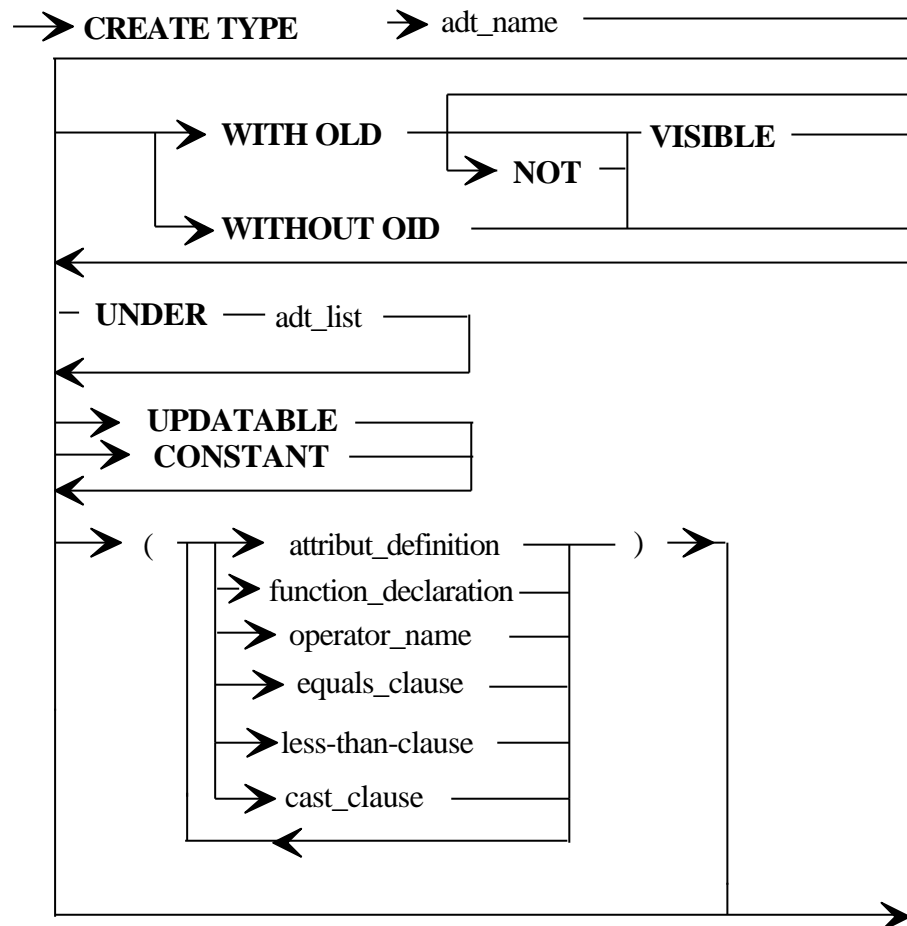 CREATE TYPE adt_name
WITH OLD VISIBLE
NOT
WITHOUT OID
UNDER adt_list
UPDATABLE
CONSTANT
( attribut_definition )
function_declaration
operator_name
equals_clause
less-than-clause
cast_clause